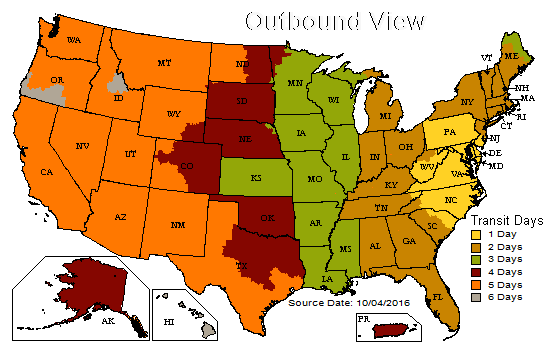 Outbound View
WA
MT
ND
OR
ID
SD
WY
MN
WI
MI
VT
ME
NY
NH
MA
RI
CT
NV
UT
CO
NE
IA
IL
IN
OH
PA
NJ
DE
MD
WV
VA
CA
KS
MO
KY
NC
AZ
NM
OK
AR
TN
SC
TX
LA
MS
AL
GA
FL
AK
HI
PR
Transit Days
1 Day
2 Days
3 Days
4 Days
5 Days
6 Days
Source Date: 10/04/2016